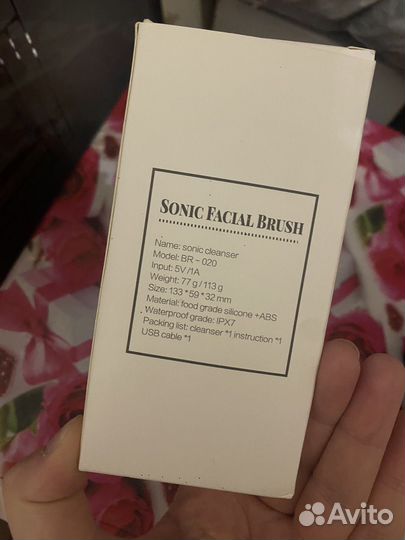 SONIC FACIAL BRUSH
Name: sonic cleanser
Model: BR - 020
Input: 5V /1A
Weight: 77 g / 113 g
Size: 133 * 59 * 32 mm
Material: food grade silicone +ABS
Waterproof grade: IPX7
Packing list: cleanser *1 instruction *1
USB cable *1
Avito